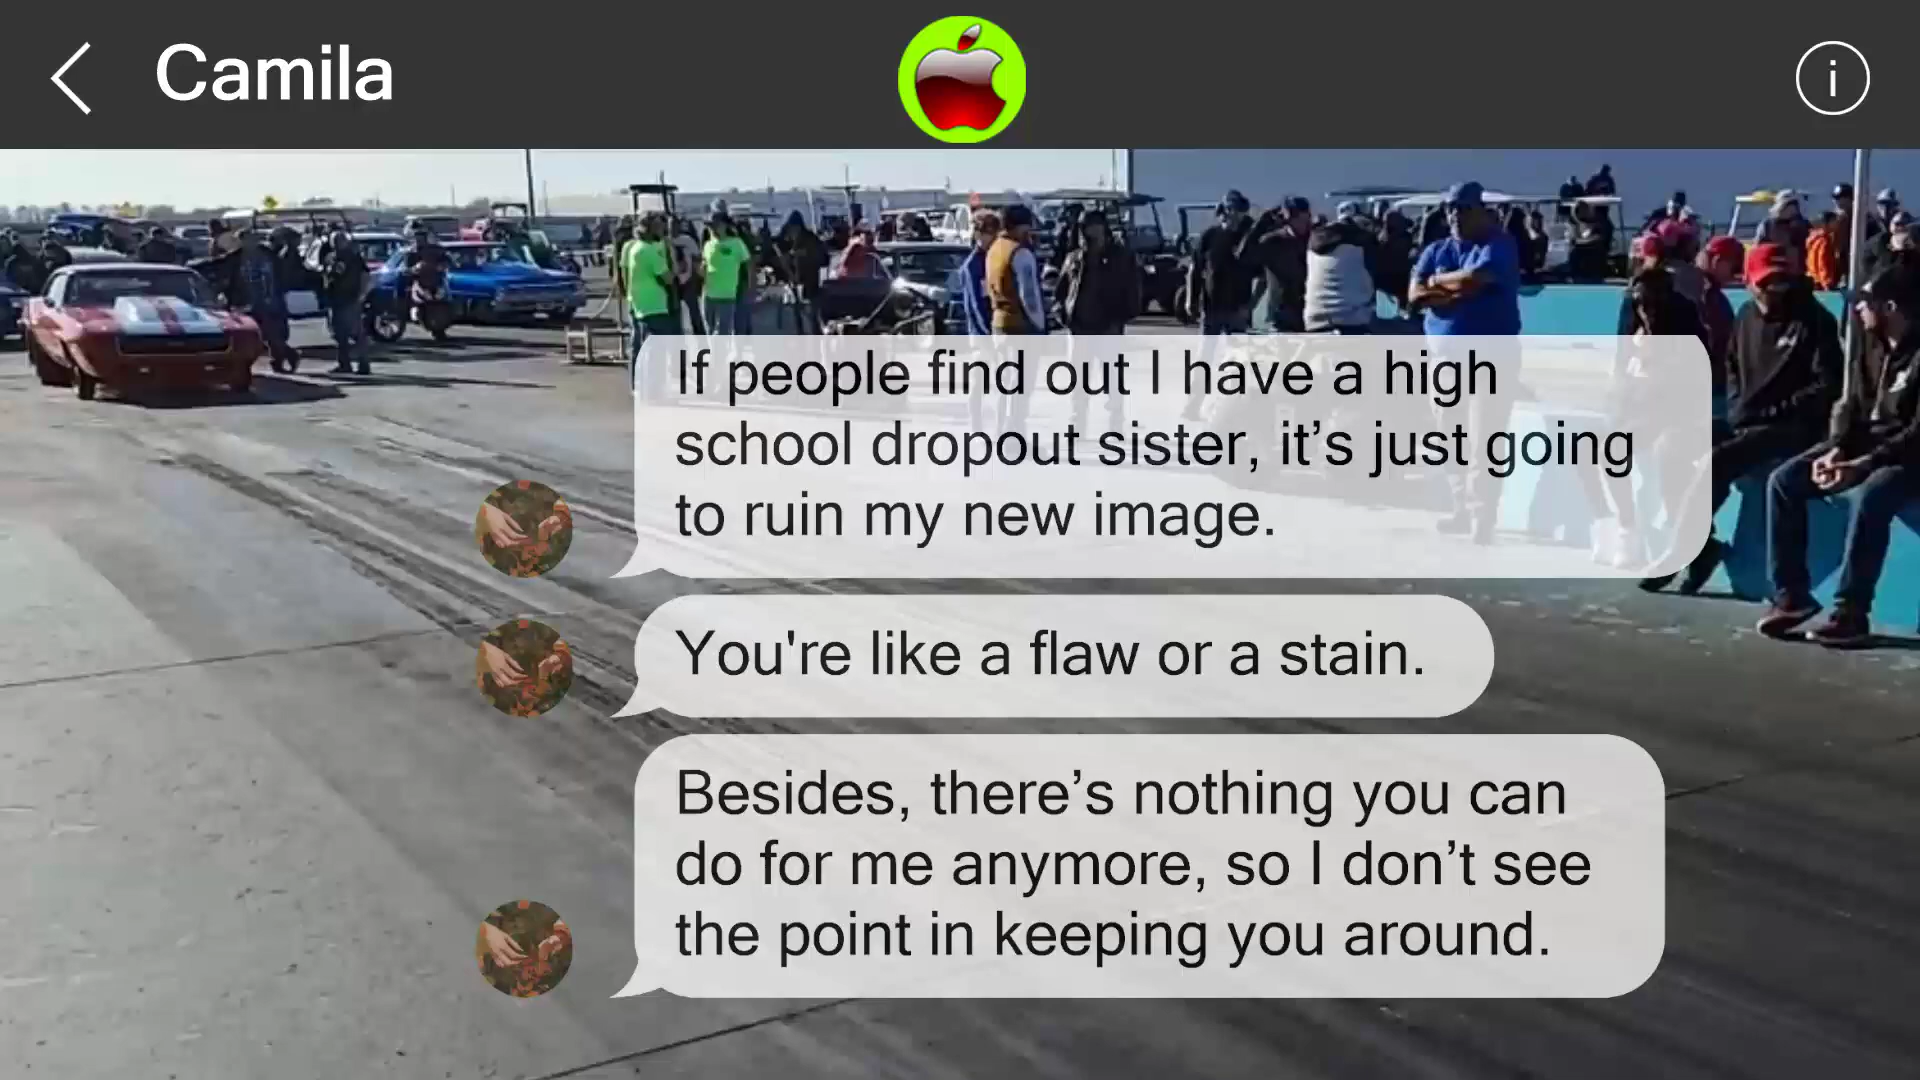 Camila
i
If people find out I have a high
school dropout sister, it’s just going
to ruin my new image.
You're like a flaw or a stain.
Besides, there’s nothing you can
do for me anymore, so I don’t see
the point in keeping you around.